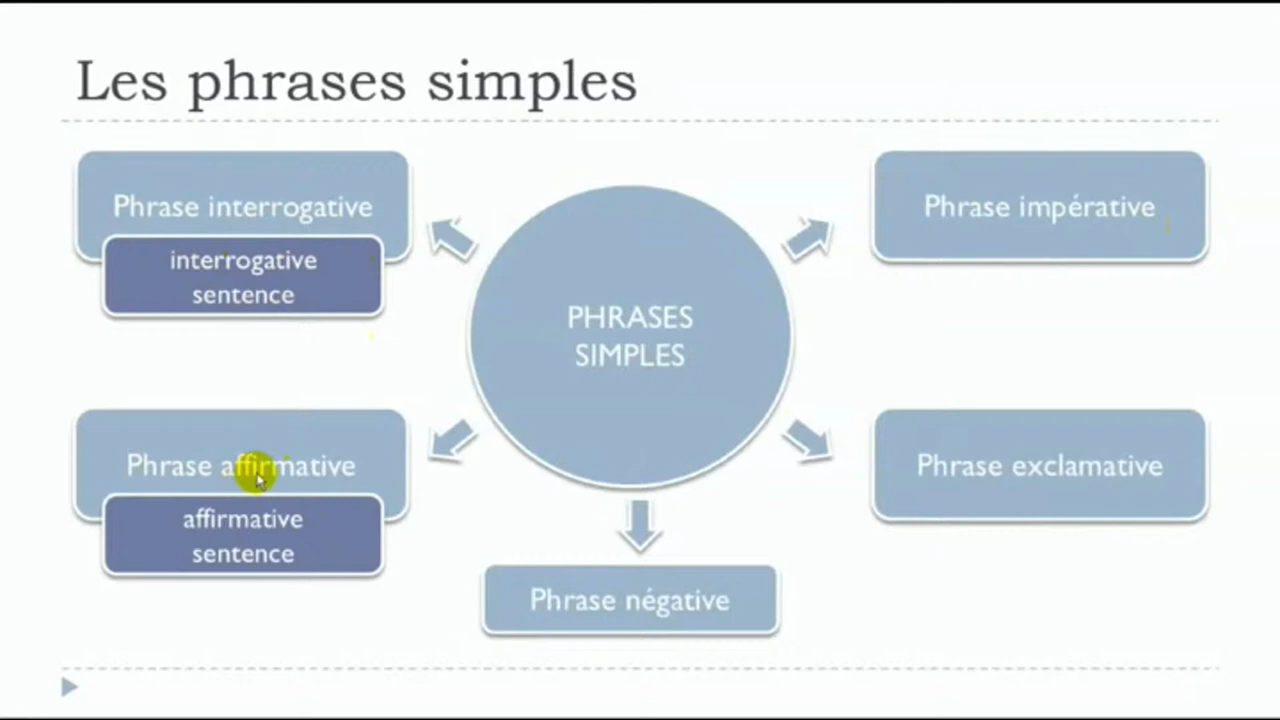 Les phrases simples
Phrase interrogative
interrogative
sentence
Phrase impérative
PHRASES
SIMPLES
Phrase affirmative
affirmative
sentence
Phrase exclamative
Phrase négative